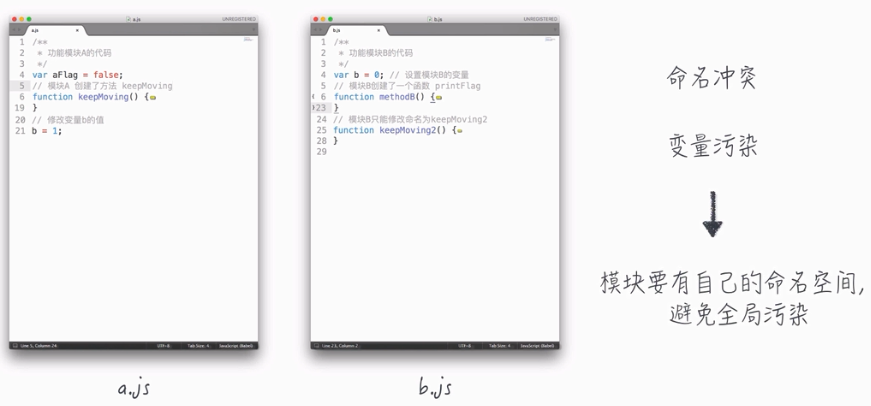 a.js
UNREGISTERED
a.js
1 /**
2 * 功能模块A的代码
3 */
4 var aFlag = false;
5 // 模块A 创建了方法 keepMoving
6 function keepMoving() {
19 }
20 // 修改变量b的值
21 b = 1;
Line 5, Column 24
UTF-8
Tab Size: 4
JavaScript (Babel)
a.js
b.js
UNREGISTERED
b.js
1 /**
2 * 功能模块B的代码
3 */
4 var b = 0; // 设置模块B的变量
5 // 模块B创建了一个函数 printFlag
6 function methodB() {
23 }
24 // 模块B只能修改命名为keepMoving2
25 function keepMoving2() {
28 }
29
Line 23, Column 2
UTF-8
Tab Size: 4
JavaScript (Babel)
b.js
命名冲突
变量污染
模块要有自己的命名空间,
避免全局污染